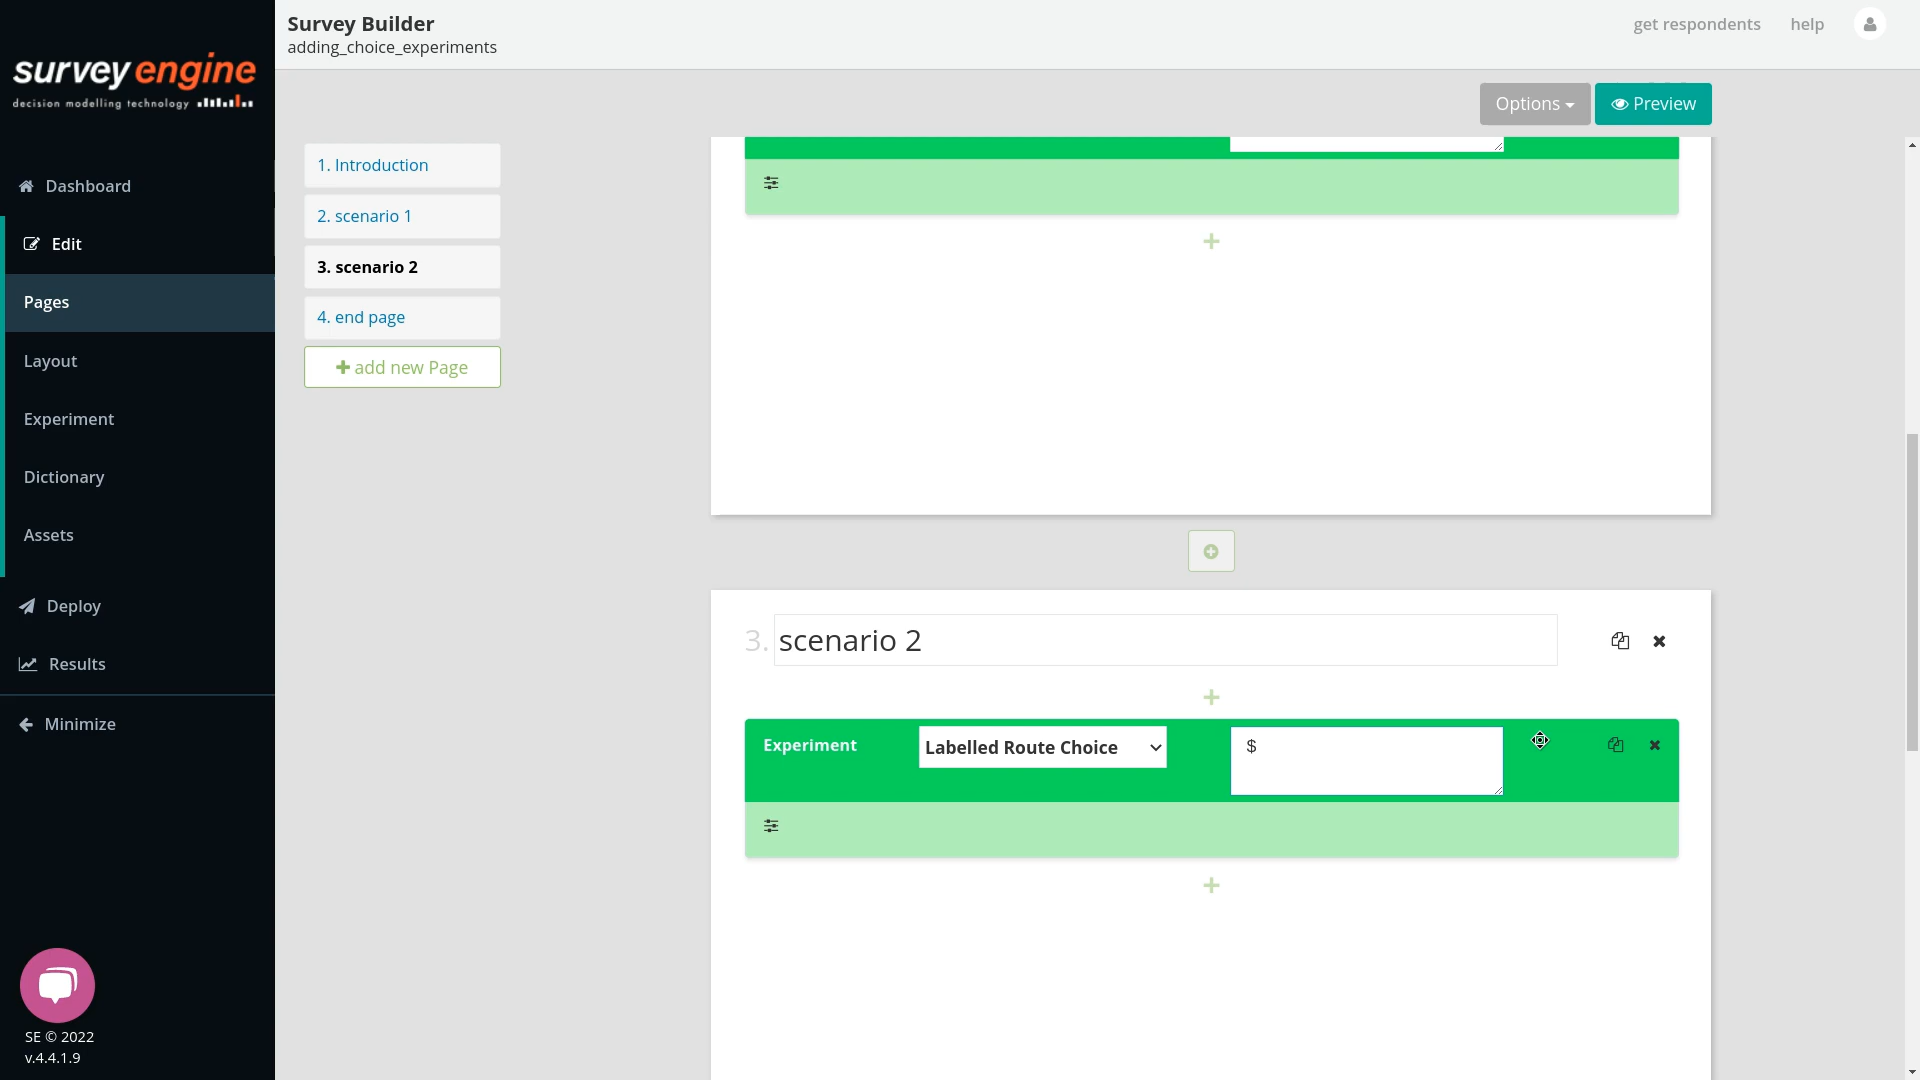 surveyengine
decision modelling technology
Dashboard
Edit
Pages
Layout
Experiment
Dictionary
Assets
Deploy
Results
Minimize
SE © 2022
v.4.4.1.9
Survey Builder
adding_choice_experiments
get respondents
help
Options
Preview
1. Introduction
2. scenario 1
3. scenario 2
4. end page
add new Page
3. scenario 2
Experiment
Labelled Route Choice
$